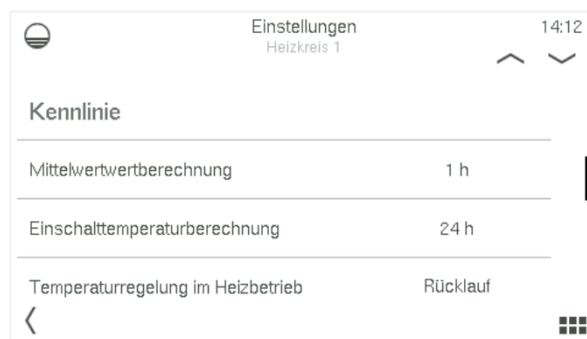 Einstellungen
14:12
Heizkreis 1
Kennlinie
Mittelwertwertberechnung 1 h
Einschalttemperaturberechnung 24 h
Temperaturregelung im Heizbetrieb Rücklauf